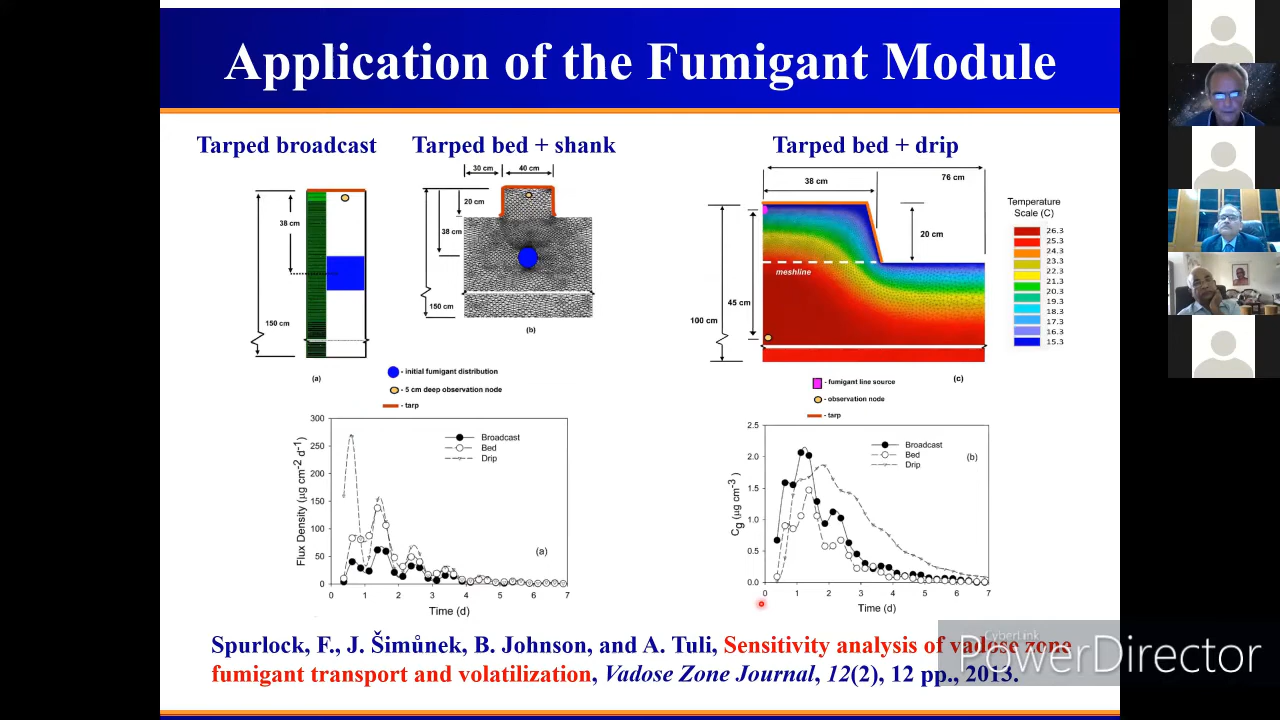 Application of the Fumigant Module
Tarped broadcast
Tarped bed + shank
Tarped bed + drip
38 cm
150 cm
(a)
30 cm
40 cm
20 cm
38 cm
150 cm
(b)
38 cm
76 cm
20 cm
meshline
45 cm
100 cm
(c)
Temperature
Scale (C)
26.3
25.3
24.3
23.3
22.3
21.3
20.3
19.3
18.3
17.3
16.3
15.3
- initial fumigant distribution
- 5 cm deep observation node
- tarp
- fumigant line source
- observation node
- tarp
300
250
200
150
100
50
0
Flux Density (µg cm-2 d-1)
Broadcast
Bed
Drip
(a)
0 1 2 3 4 5 6 7
Time (d)
2.5
2.0
1.5
1.0
0.5
0.0
Cg (µg cm-3)
Broadcast
Bed
Drip
(b)
0 1 2 3 4 5 6 7
Time (d)
Spurlock, F., J. Šimůnek, B. Johnson, and A. Tuli, Sensitivity analysis of vadose zone
fumigant transport and volatilization, Vadose Zone Journal, 12(2), 12 pp., 2013.
CyberLink
PowerDirector